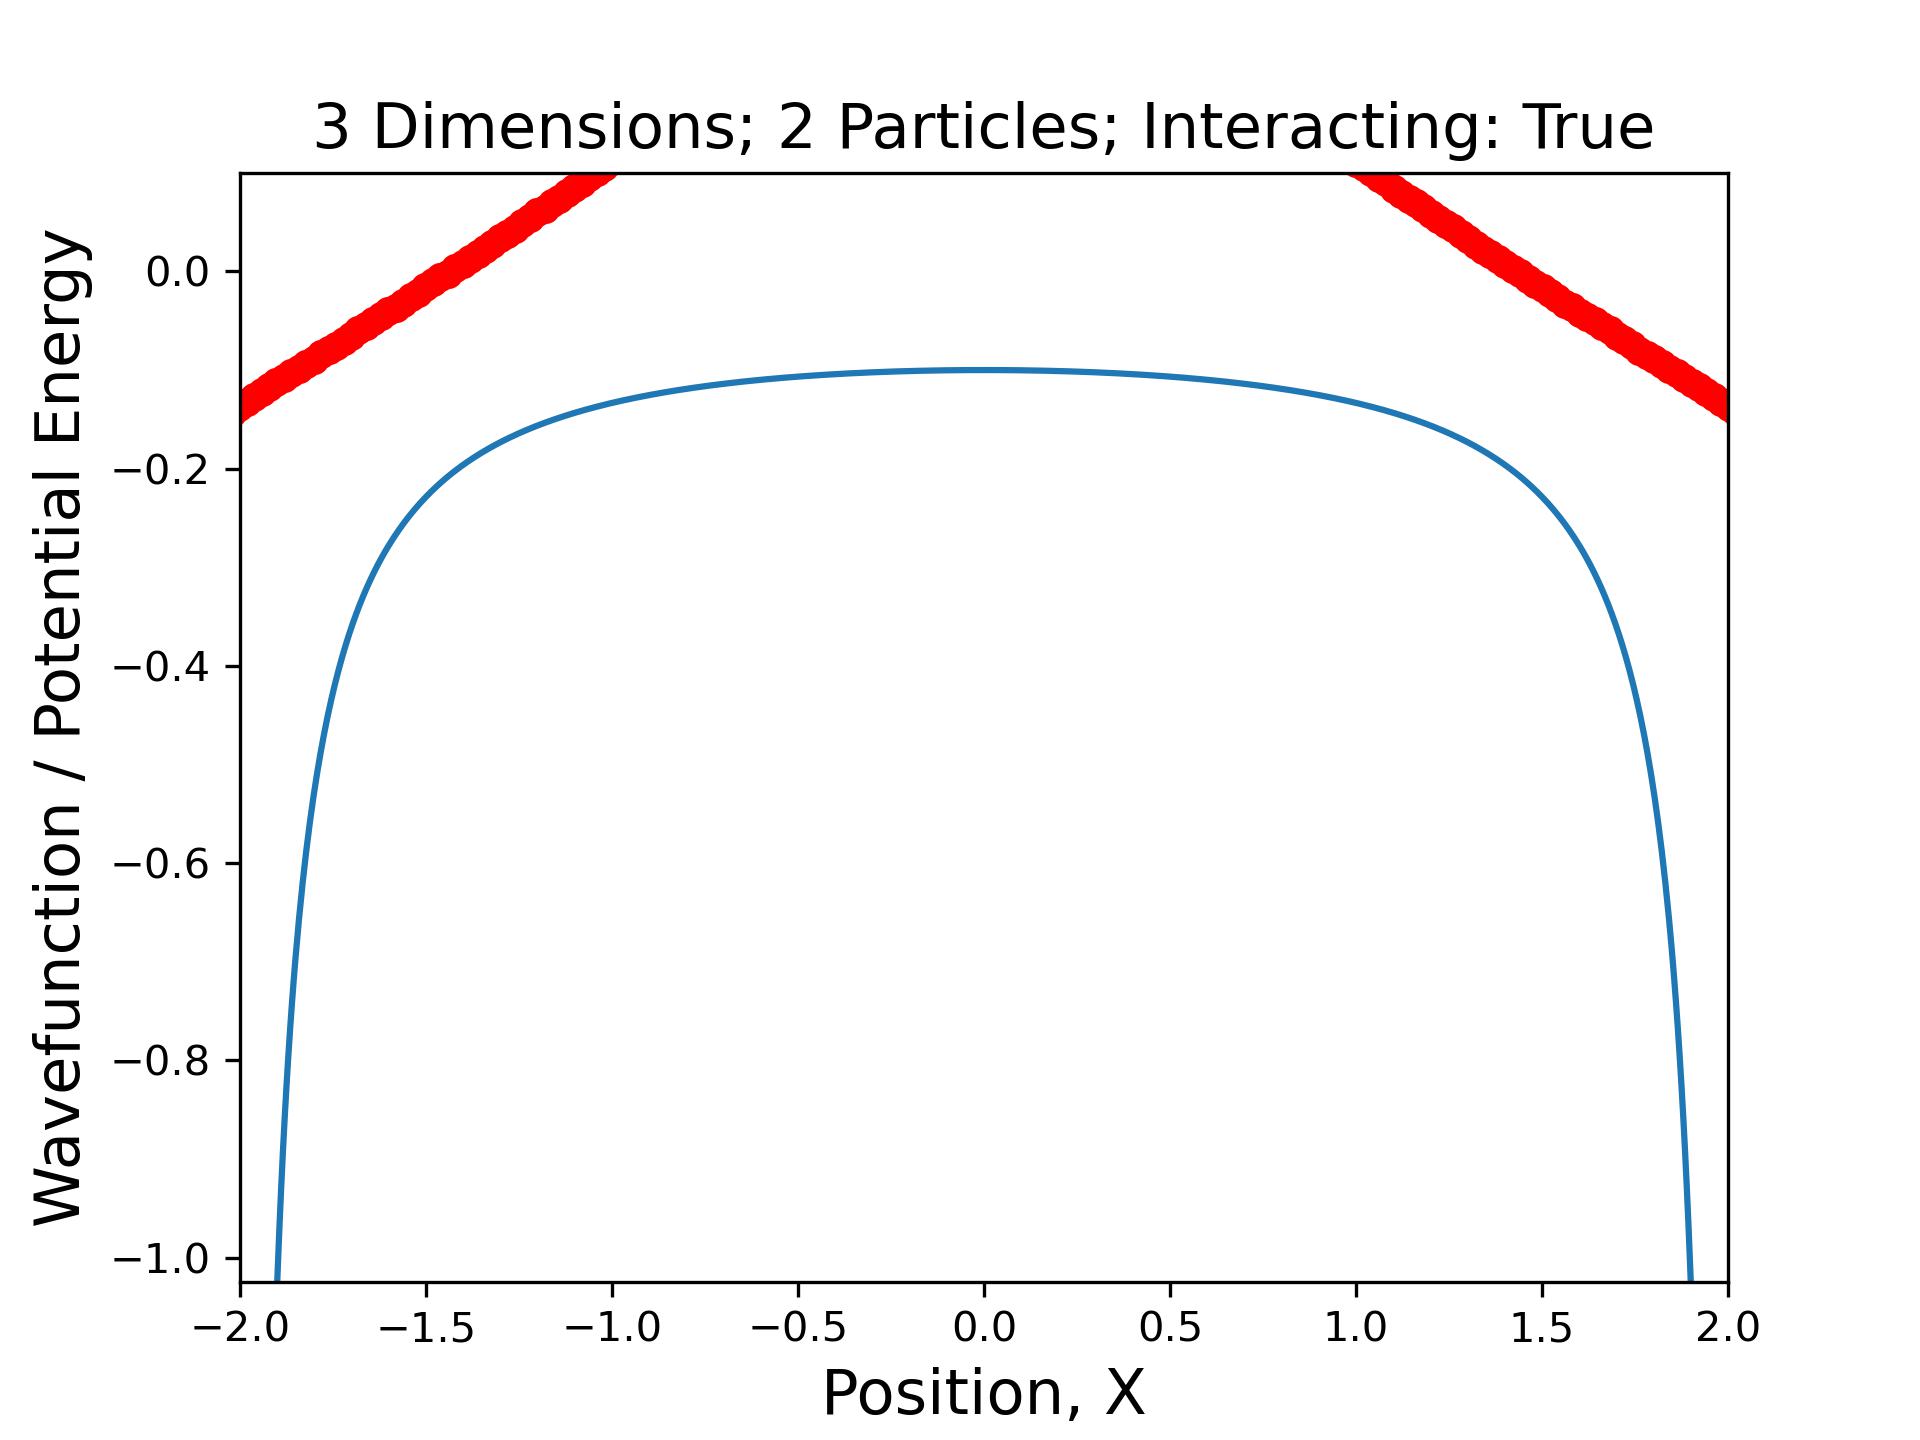 3 Dimensions; 2 Particles; Interacting: True
Wavefunction / Potential Energy
0.0
−0.2
−0.4
−0.6
−0.8
−1.0
−2.0 −1.5 −1.0 −0.5 0.0 0.5 1.0 1.5 2.0
Position, X